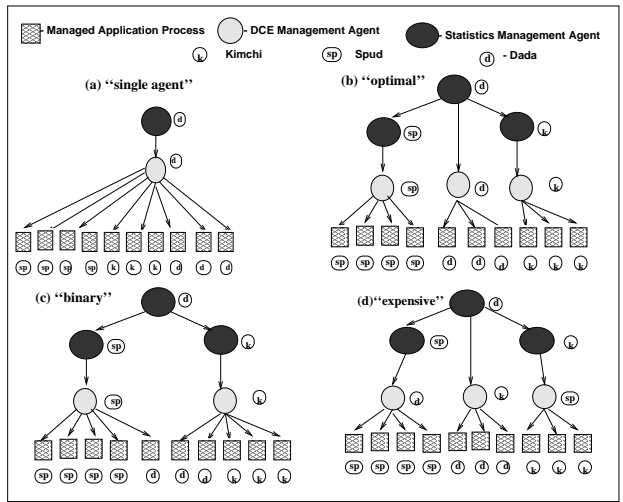 - Managed Application Process - DCE Management Agent - Statistics Management Agent
k Kimchi sp Spud d - Dada
(a) ‘‘single agent’’
d
d
sp sp sp sp k k k d d d
(b) ‘‘optimal’’
d
sp k
sp d k
sp sp sp sp d d d k k k
(c) ‘‘binary’’
d
sp k
sp k
sp sp sp sp d d d k k k
(d)‘‘expensive’’
d
sp k
d k sp
sp sp sp sp d d d k k k